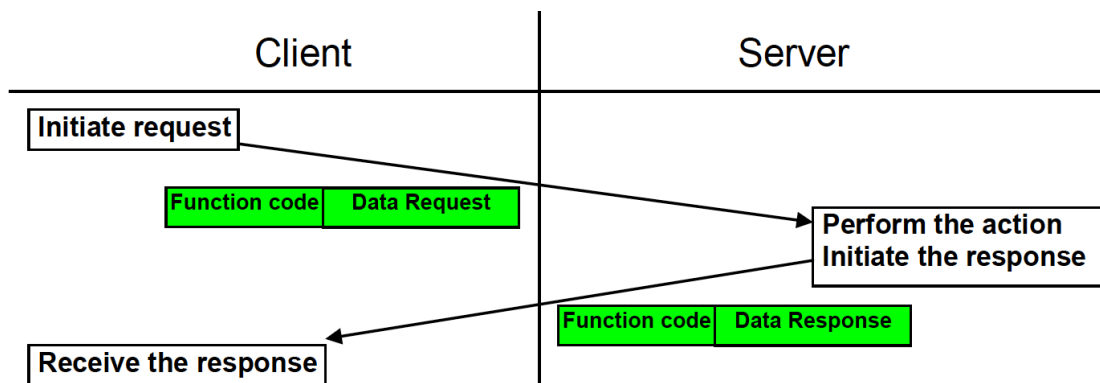 Client
Server
Initiate request
Function code Data Request
Perform the action
Initiate the response
Function code Data Response
Receive the response